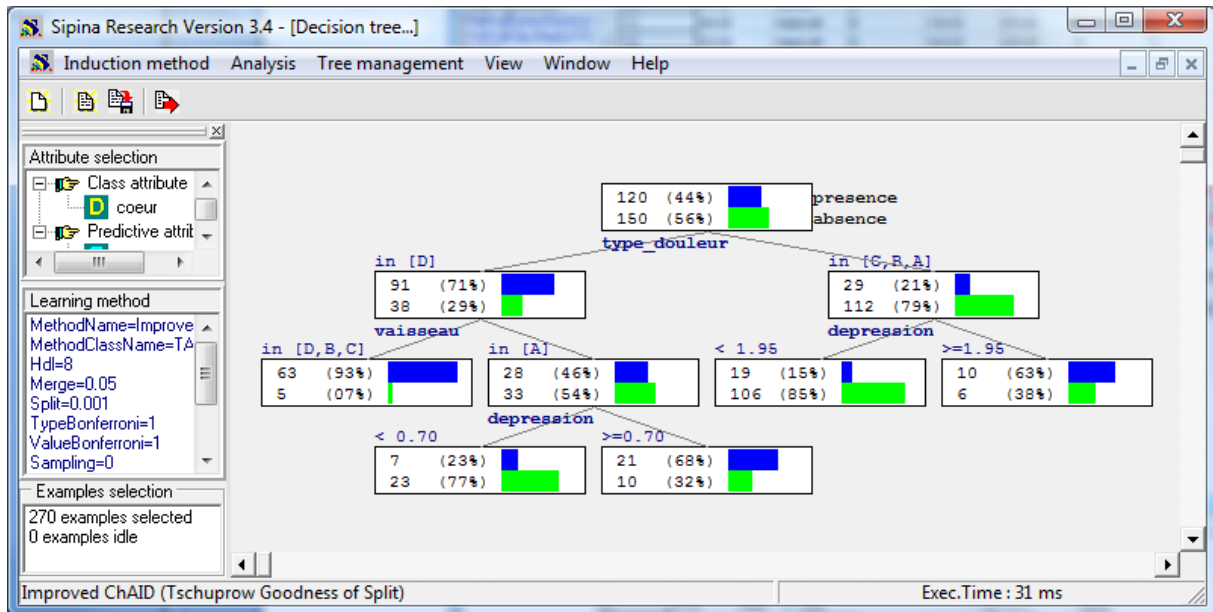 Sipina Research Version 3.4 - [Decision tree...]
Induction method Analysis Tree management View Window Help
Attribute selection
Class attribute
D coeur
Predictive attrit
Learning method
MethodName=Improve
MethodClassName=TA
Hdl=8
Merge=0.05
Split=0.001
TypeBonferroni=1
ValueBonferroni=1
Sampling=0
Examples selection
270 examples selected
0 examples idle
120 (44%) presence
150 (56%) absence
type_douleur
in [D] in [C,B,A]
91 (71%) 29 (21%)
38 (29%) 112 (79%)
vaisseau depression
in [D,B,C] in [A] < 1.95 >=1.95
63 (93%) 28 (46%) 19 (15%) 10 (63%)
5 (07%) 33 (54%) 106 (85%) 6 (38%)
depression
< 0.70 >=0.70
7 (23%) 21 (68%)
23 (77%) 10 (32%)
Improved ChAID (Tschuprow Goodness of Split) Exec.Time : 31 ms